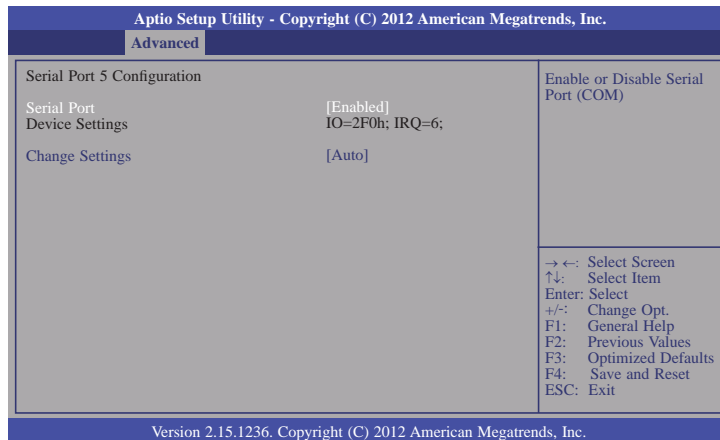 Aptio Setup Utility - Copyright (C) 2012 American Megatrends, Inc.
Advanced
Serial Port 5 Configuration
Serial Port [Enabled]
Device Settings IO=2F0h; IRQ=6;
Change Settings [Auto]
Enable or Disable Serial
Port (COM)
→ ←: Select Screen
↑↓: Select Item
Enter: Select
+/-: Change Opt.
F1: General Help
F2: Previous Values
F3: Optimized Defaults
F4: Save and Reset
ESC: Exit
Version 2.15.1236. Copyright (C) 2012 American Megatrends, Inc.